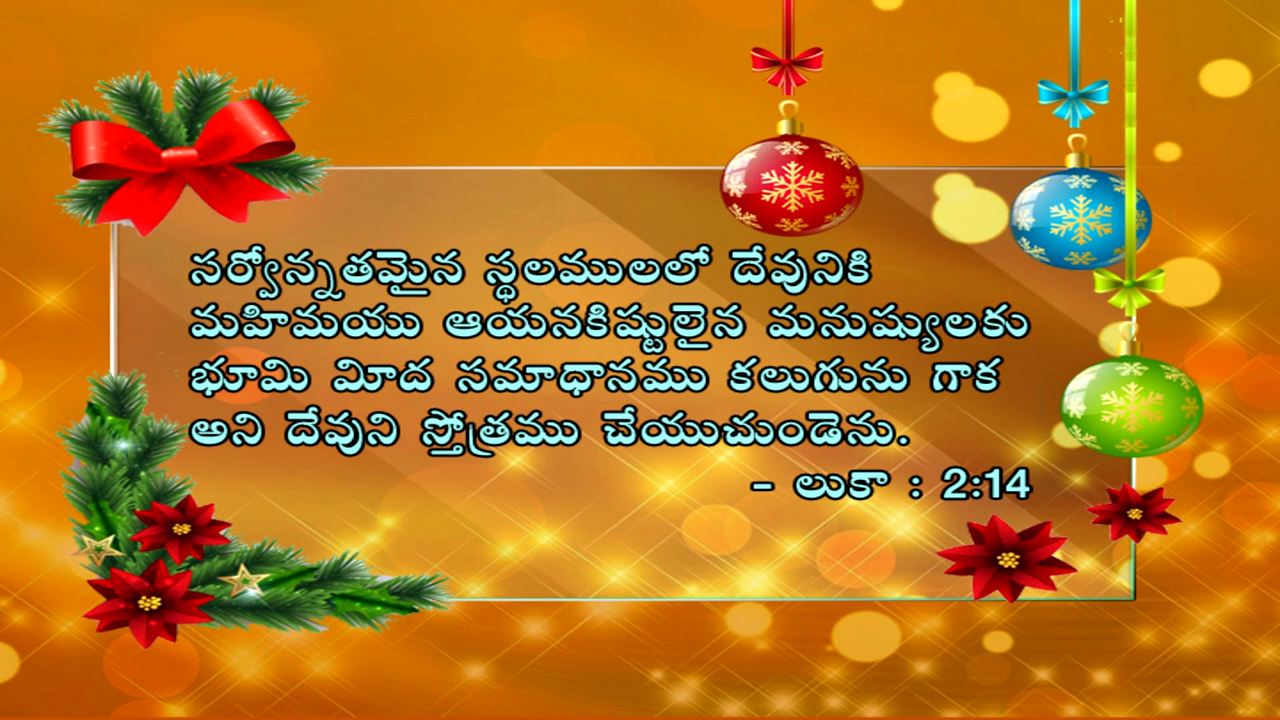 సర్వోన్నతమైన స్థలములలో దేవునికి
మహిమయు ఆయనకిష్టులైన మనుష్యులకు
భూమి మీద సమాధానము కలుగును గాక
అని దేవుని స్తోత్రము చేయుచుండెను.
- లుకా : 2:14